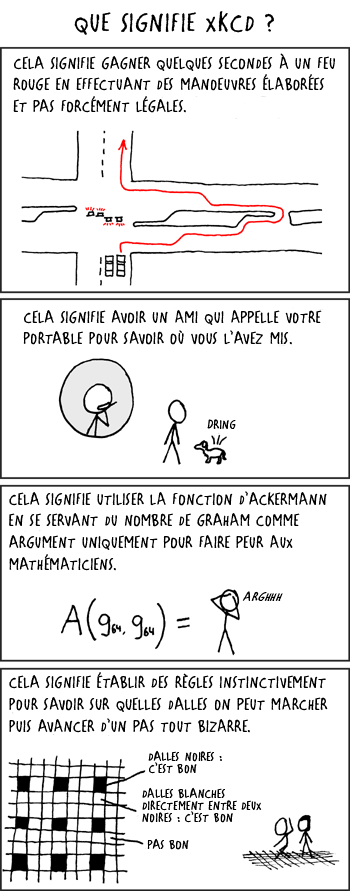 QUE SIGNIFIE XKCD ?
CELA SIGNIFIE GAGNER QUELQUES SECONDES À UN FEU
ROUGE EN EFFECTUANT DES MANOEUVRES ÉLABORÉES
ET PAS FORCÉMENT LÉGALES.
CELA SIGNIFIE AVOIR UN AMI QUI APPELLE VOTRE
PORTABLE POUR SAVOIR OÙ VOUS L'AVEZ MIS.
DRING
CELA SIGNIFIE UTILISER LA FONCTION D'ACKERMANN
EN SE SERVANT DU NOMBRE DE GRAHAM COMME
ARGUMENT UNIQUEMENT POUR FAIRE PEUR AUX
MATHÉMATICIENS.
A(g64, g64) =
ARGHHH
CELA SIGNIFIE ÉTABLIR DES RÈGLES INSTINCTIVEMENT
POUR SAVOIR SUR QUELLES DALLES ON PEUT MARCHER
PUIS AVANCER D'UN PAS TOUT BIZARRE.
DALLES NOIRES :
C'EST BON
DALLES BLANCHES
DIRECTEMENT ENTRE DEUX
NOIRES : C'EST BON
PAS BON